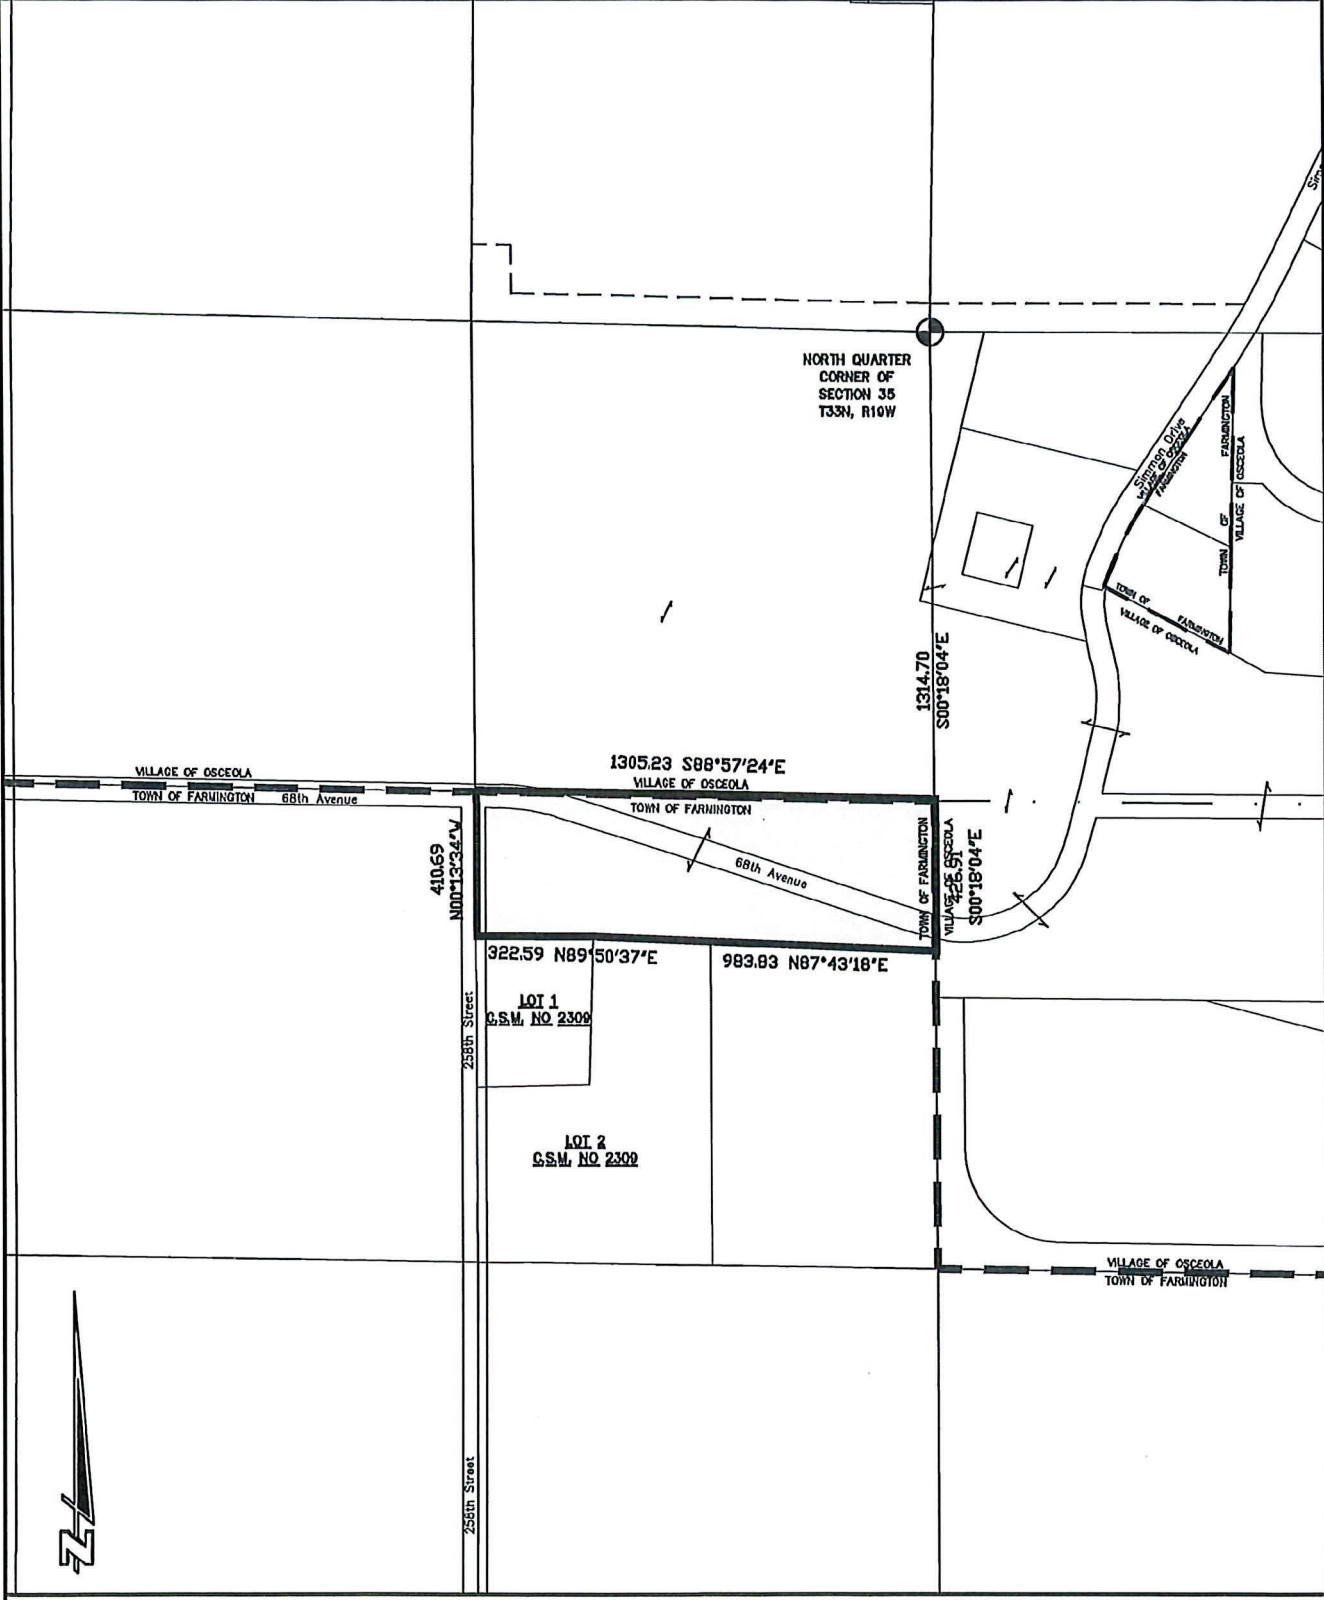 Sim
NORTH QUARTER
CORNER OF
SECTION 35
T33N, R19W
Simmon Drive
VILLAGE OF OSCEOLA
FARMINGTON
TOWN OF FARMINGTON
VILLAGE OF OSCEOLA
TOWN OF FARMINGTON
VILLAGE OF OSCEOLA
1314.70
S00°18'04"E
1305.23 S88°57'24"E
VILLAGE OF OSCEOLA
TOWN OF FARMINGTON
VILLAGE OF OSCEOLA
TOWN OF FARMINGTON
68th Avenue
410.69
N00°13'34"W
68th Avenue
TOWN OF FARMINGTON
VILLAGE OF OSCEOLA
426.91
S00°18'04"E
322.59 N89°50'37"E
983.83 N87°43'18"E
LOT 1
C.S.M. NO 2309
258th Street
LOT 2
C.S.M. NO 2309
VILLAGE OF OSCEOLA
TOWN OF FARMINGTON
258th Street
N